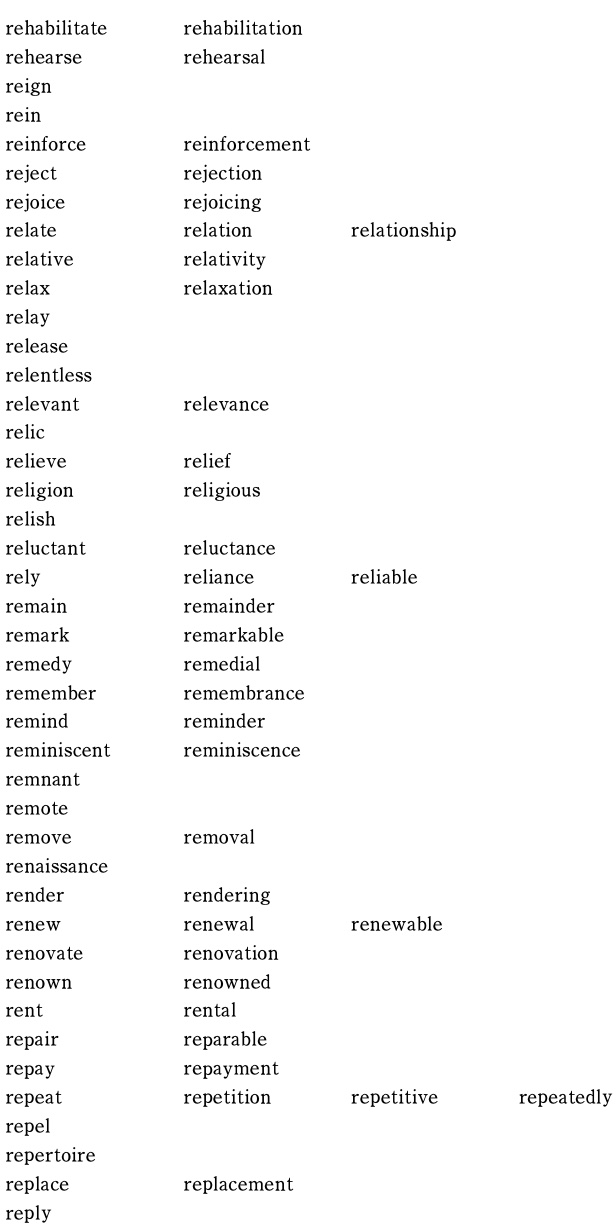 rehabilitate rehabilitation
rehearse rehearsal
reign
rein
reinforce reinforcement
reject rejection
rejoice rejoicing
relate relation relationship
relative relativity
relax relaxation
relay
release
relentless
relevant relevance
relic
relieve relief
religion religious
relish
reluctant reluctance
rely reliance reliable
remain remainder
remark remarkable
remedy remedial
remember remembrance
remind reminder
reminiscent reminiscence
remnant
remote
remove removal
renaissance
render rendering
renew renewal renewable
renovate renovation
renown renowned
rent rental
repair reparable
repay repayment
repeat repetition repetitive repeatedly
repel
repertoire
replace replacement
reply